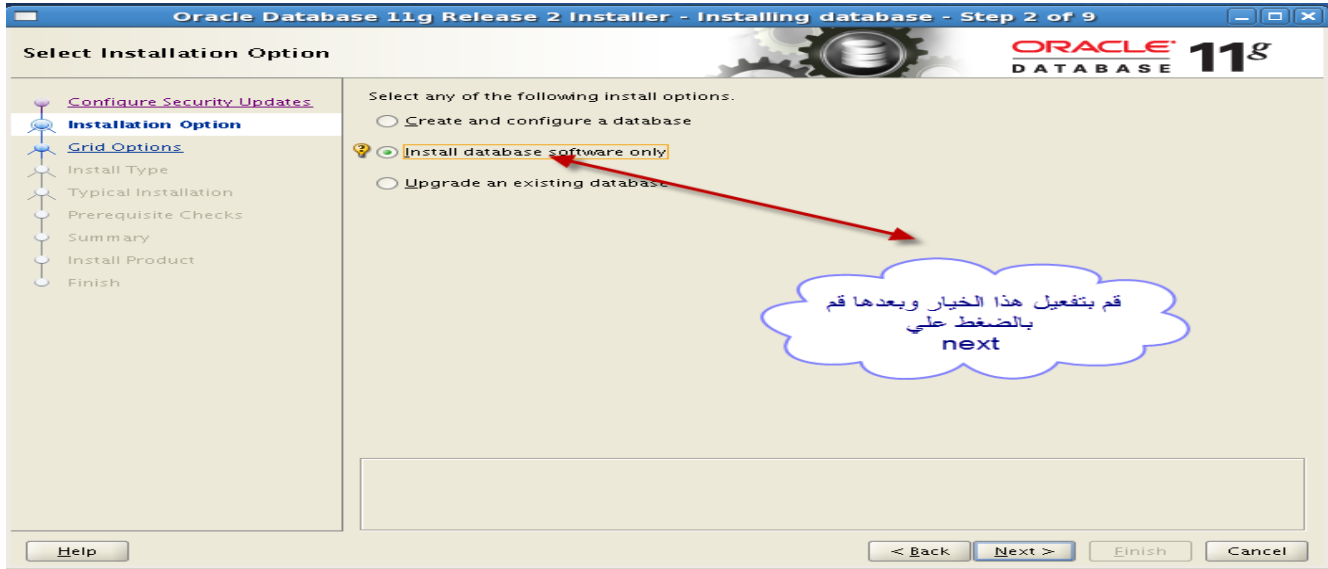 Oracle Database 11g Release 2 Installer - Installing database - Step 2 of 9
Select Installation Option
ORACLE
DATABASE
11g
Configure Security Updates
Installation Option
Grid Options
Install Type
Typical Installation
Prerequisite Checks
Summary
Install Product
Finish
Select any of the following install options.
Create and configure a database
Install database software only
Upgrade an existing database
قم بتفعيل هذا الخيار وبعدها قم
بالضغط علي
next
Help
< Back
Next >
Finish
Cancel